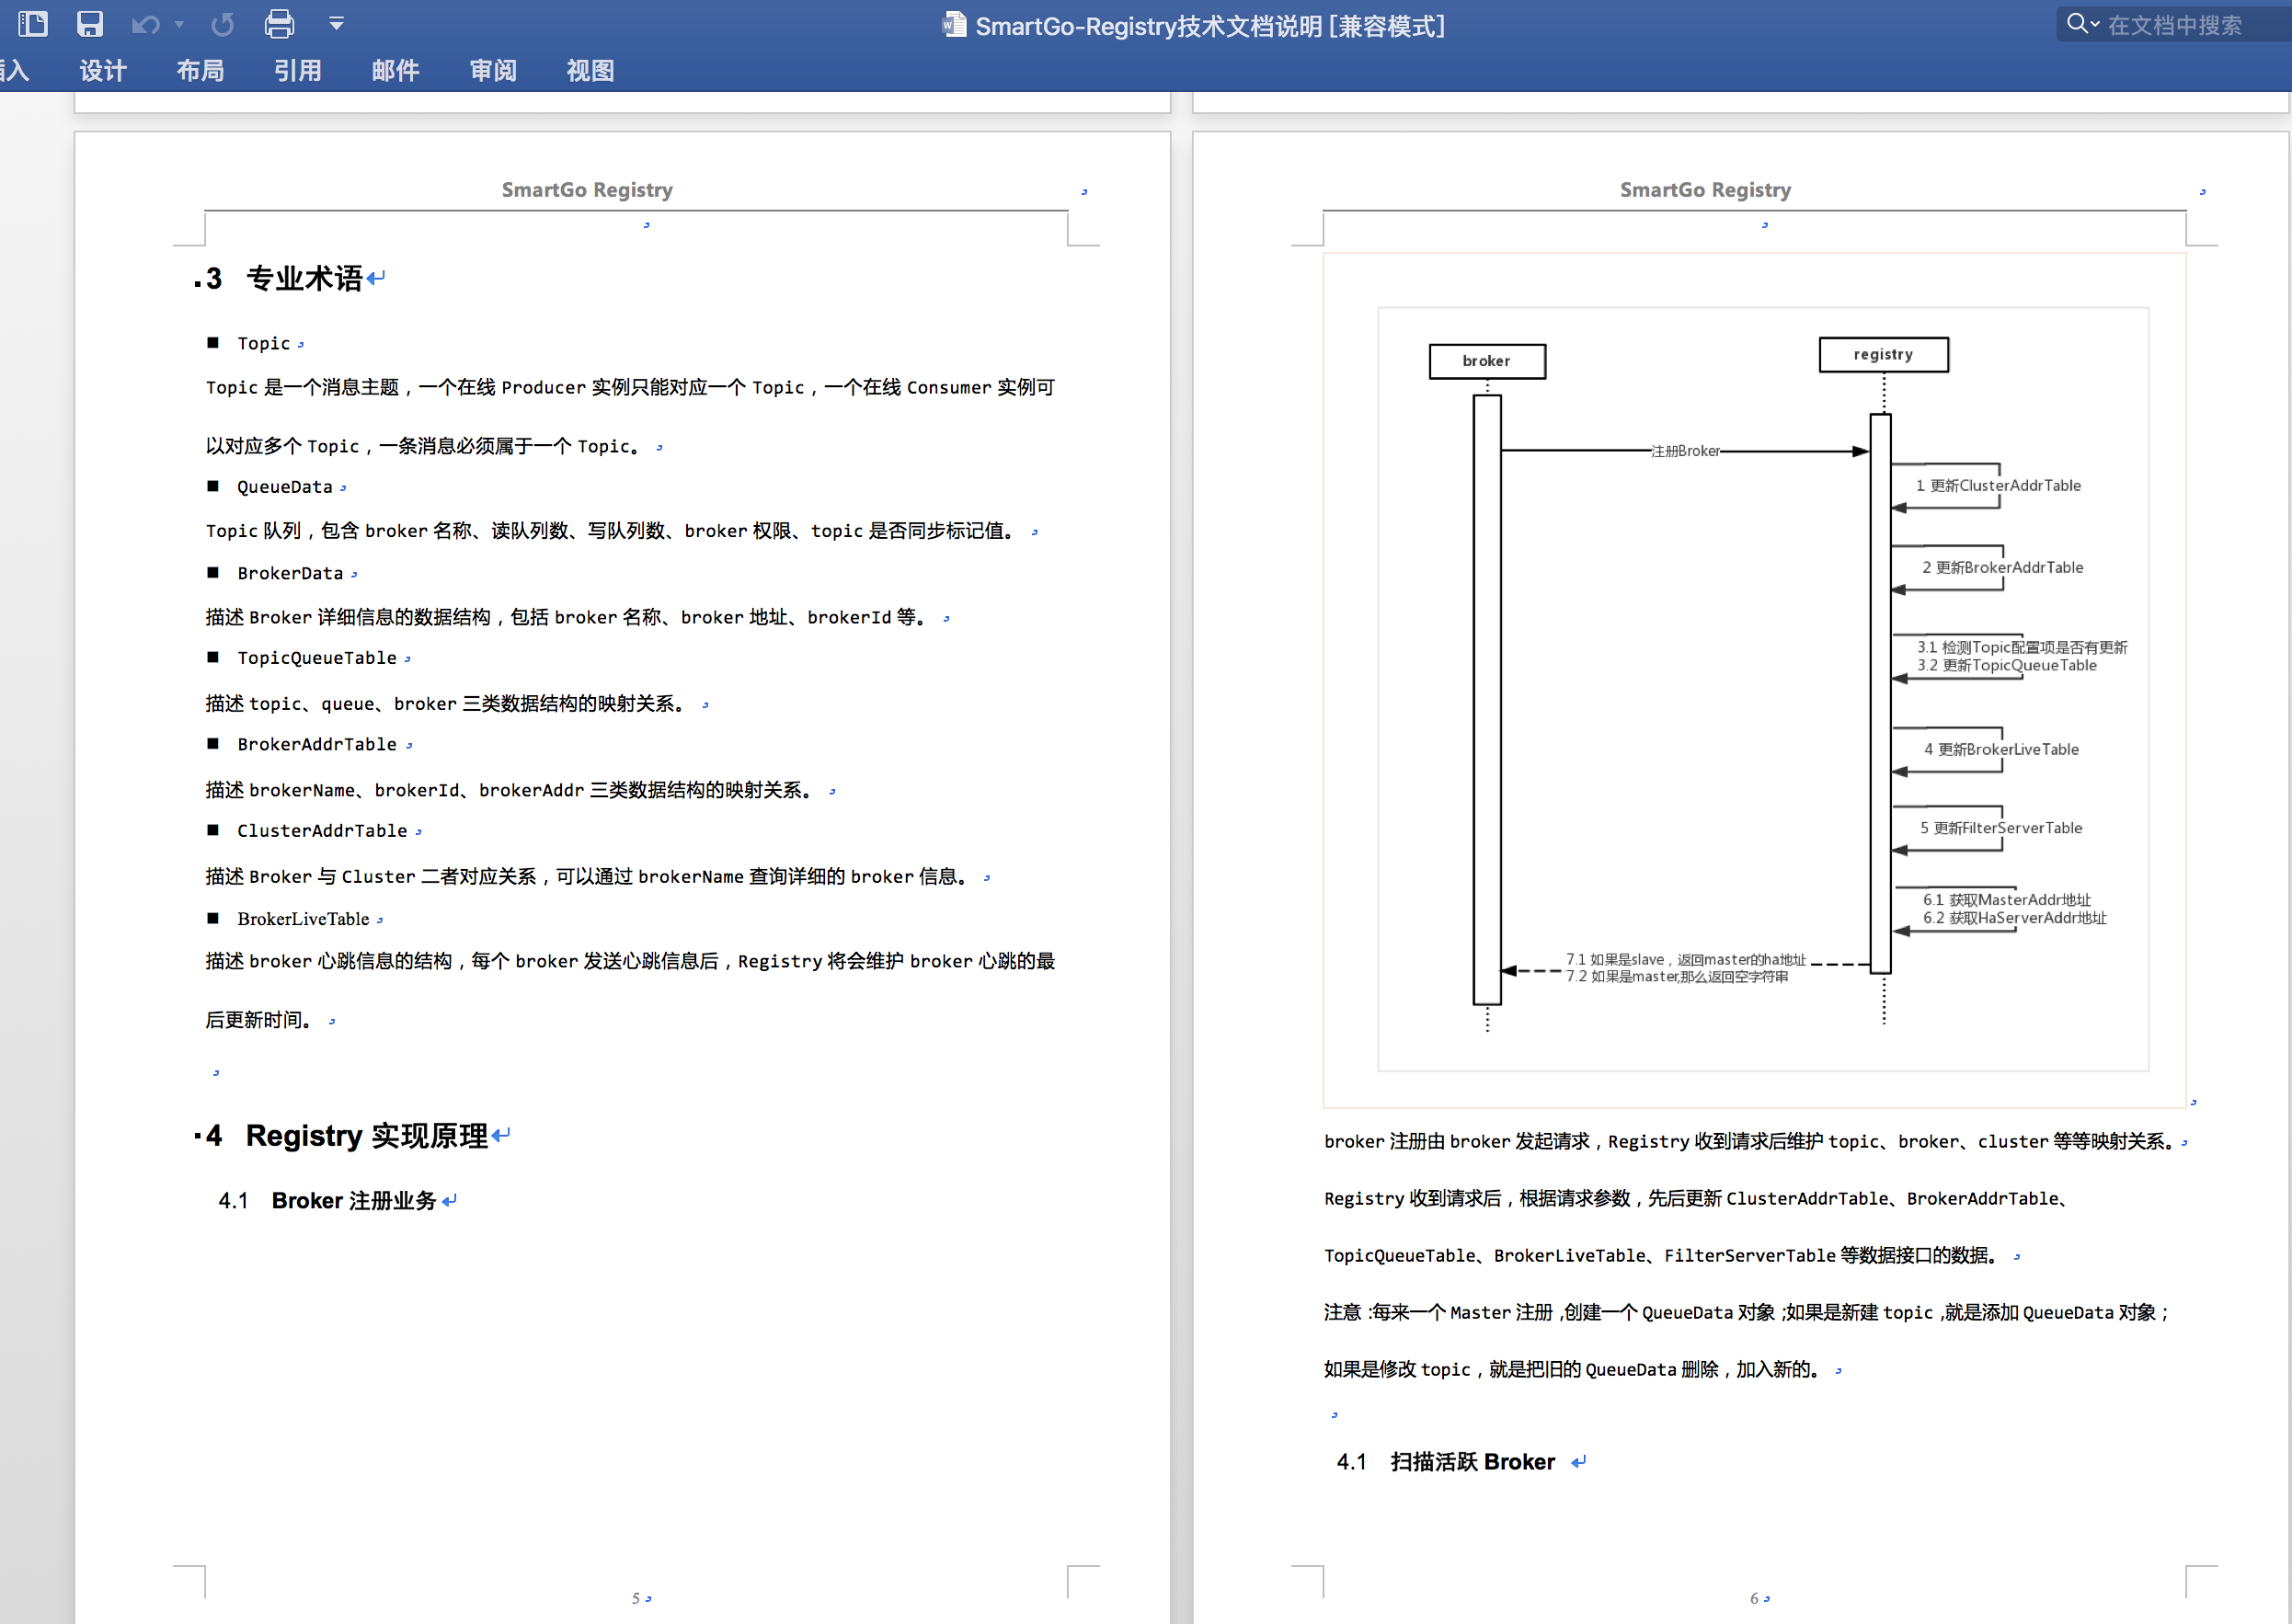 SmartGo-Registry技术文档说明 [兼容模式]
在文档中搜索
设计 布局 引用 邮件 审阅 视图
SmartGo Registry
3 专业术语
■ Topic
Topic 是一个消息主题，一个在线 Producer 实例只能对应一个 Topic，一个在线 Consumer 实例可
以对应多个 Topic，一条消息必须属于一个 Topic。
■ QueueData
Topic 队列，包含 broker 名称、读队列数、写队列数、broker 权限、topic 是否同步标记值。
■ BrokerData
描述 Broker 详细信息的数据结构，包括 broker 名称、broker 地址、brokerId 等。
■ TopicQueueTable
描述 topic、queue、broker 三类数据结构的映射关系。
■ BrokerAddrTable
描述 brokerName、brokerId、brokerAddr 三类数据结构的映射关系。
■ ClusterAddrTable
描述 Broker 与 Cluster 二者对应关系，可以通过 brokerName 查询详细的 broker 信息。
■ BrokerLiveTable
描述 broker 心跳信息的结构，每个 broker 发送心跳信息后，Registry 将会维护 broker 心跳的最
后更新时间。
4 Registry 实现原理
4.1 Broker 注册业务
5
SmartGo Registry
broker
registry
注册Broker
1 更新ClusterAddrTable
2 更新BrokerAddrTable
3.1 检测Topic配置项是否有更新
3.2 更新TopicQueueTable
4 更新BrokerLiveTable
5 更新FilterServerTable
6.1 获取MasterAddr地址
6.2 获取HaServerAddr地址
7.1 如果是slave，返回master的ha地址
7.2 如果是master,那么返回空字符串
broker 注册由 broker 发起请求，Registry 收到请求后维护 topic、broker、cluster 等等映射关系。
Registry 收到请求后，根据请求参数，先后更新 ClusterAddrTable、BrokerAddrTable、
TopicQueueTable、BrokerLiveTable、FilterServerTable 等数据接口的数据。
注意：每来一个 Master 注册，创建一个 QueueData 对象；如果是新建 topic，就是添加 QueueData 对象；
如果是修改 topic，就是把旧的 QueueData 删除，加入新的。
4.1 扫描活跃 Broker
6